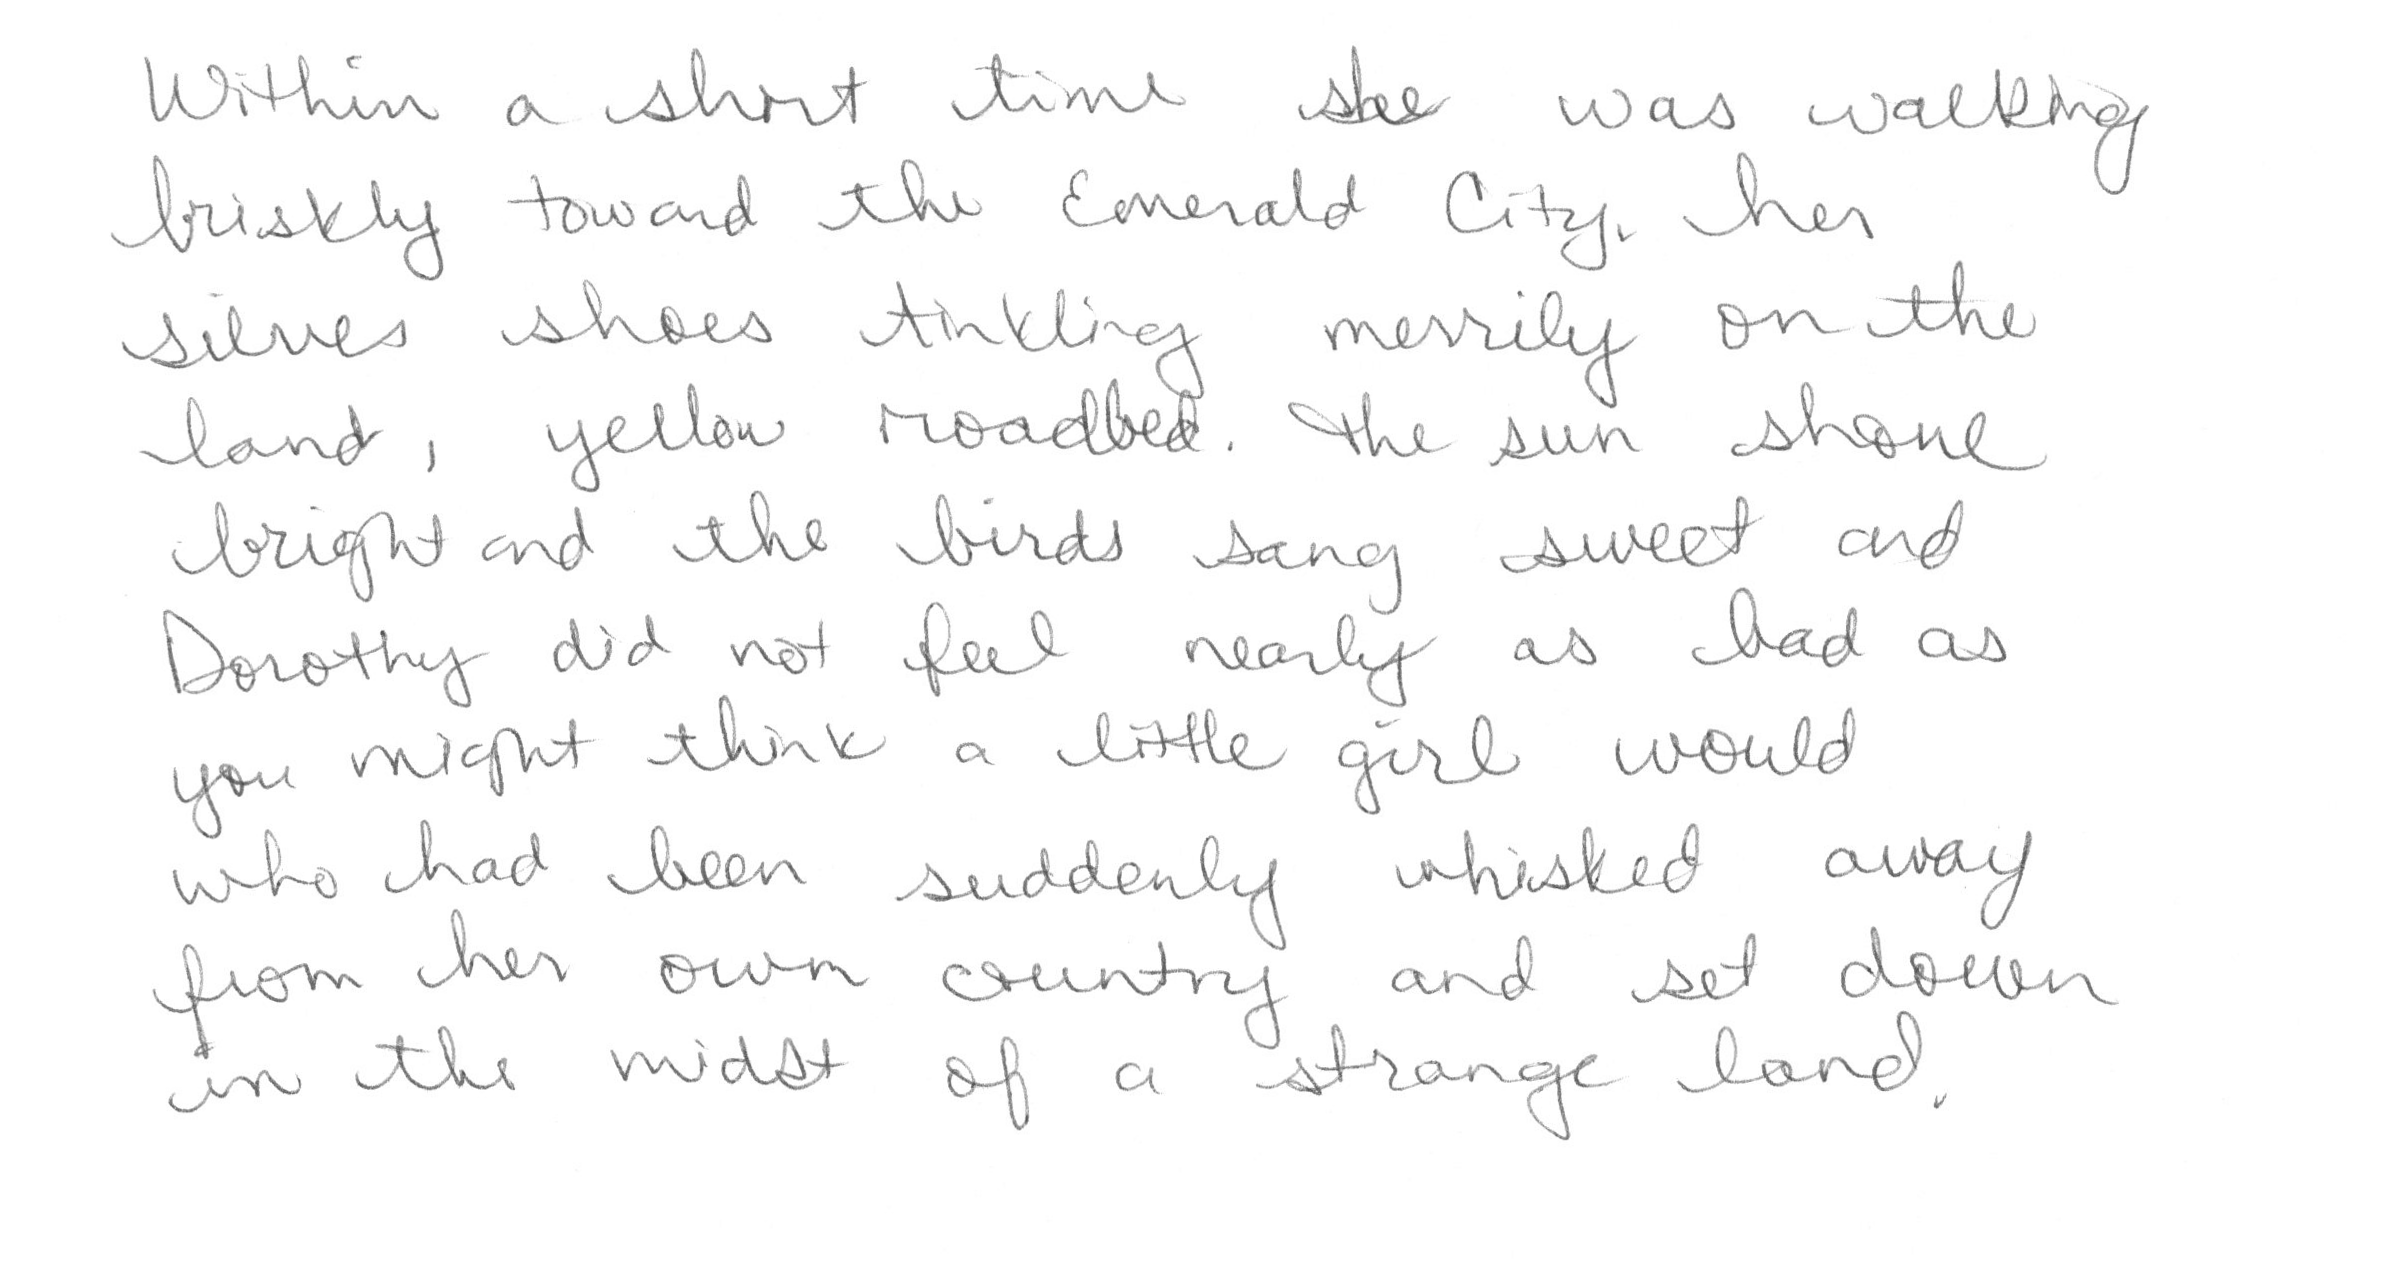 Within a short time she was walking
briskly toward the Emerald City, her
silves shoes tinkling merrily on the
land, yellow roadbed. The sun shone
bright and the birds sang sweet and
Dorothy did not feel nearly as bad as
you might think a little girl would
who had been suddenly whisked away
from her own country and set down
in the midst of a strange land.